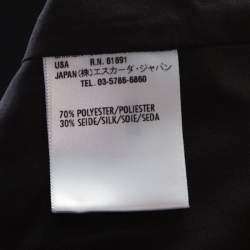 USA R.N. 81891
JAPAN (株)エスカーダ・ジャパン
TEL. 03-5786-6860
70% POLYESTER/POLIESTER
30% SEIDE/SILK/SOIE/SEDA